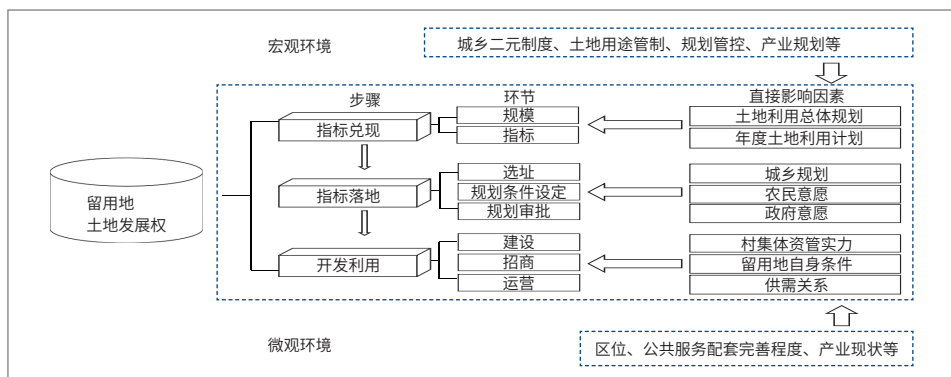 宏观环境
城乡二元制度、土地用途管制、规划管控、产业规划等
步骤
环节
直接影响因素
指标兑现
规模
指标
土地利用总体规划
年度土地利用计划
留用地
土地发展权
指标落地
选址
规划条件设定
规划审批
城乡规划
农民意愿
政府意愿
开发利用
建设
招商
运营
村集体资管实力
留用地自身条件
供需关系
微观环境
区位、公共服务配套完善程度、产业现状等